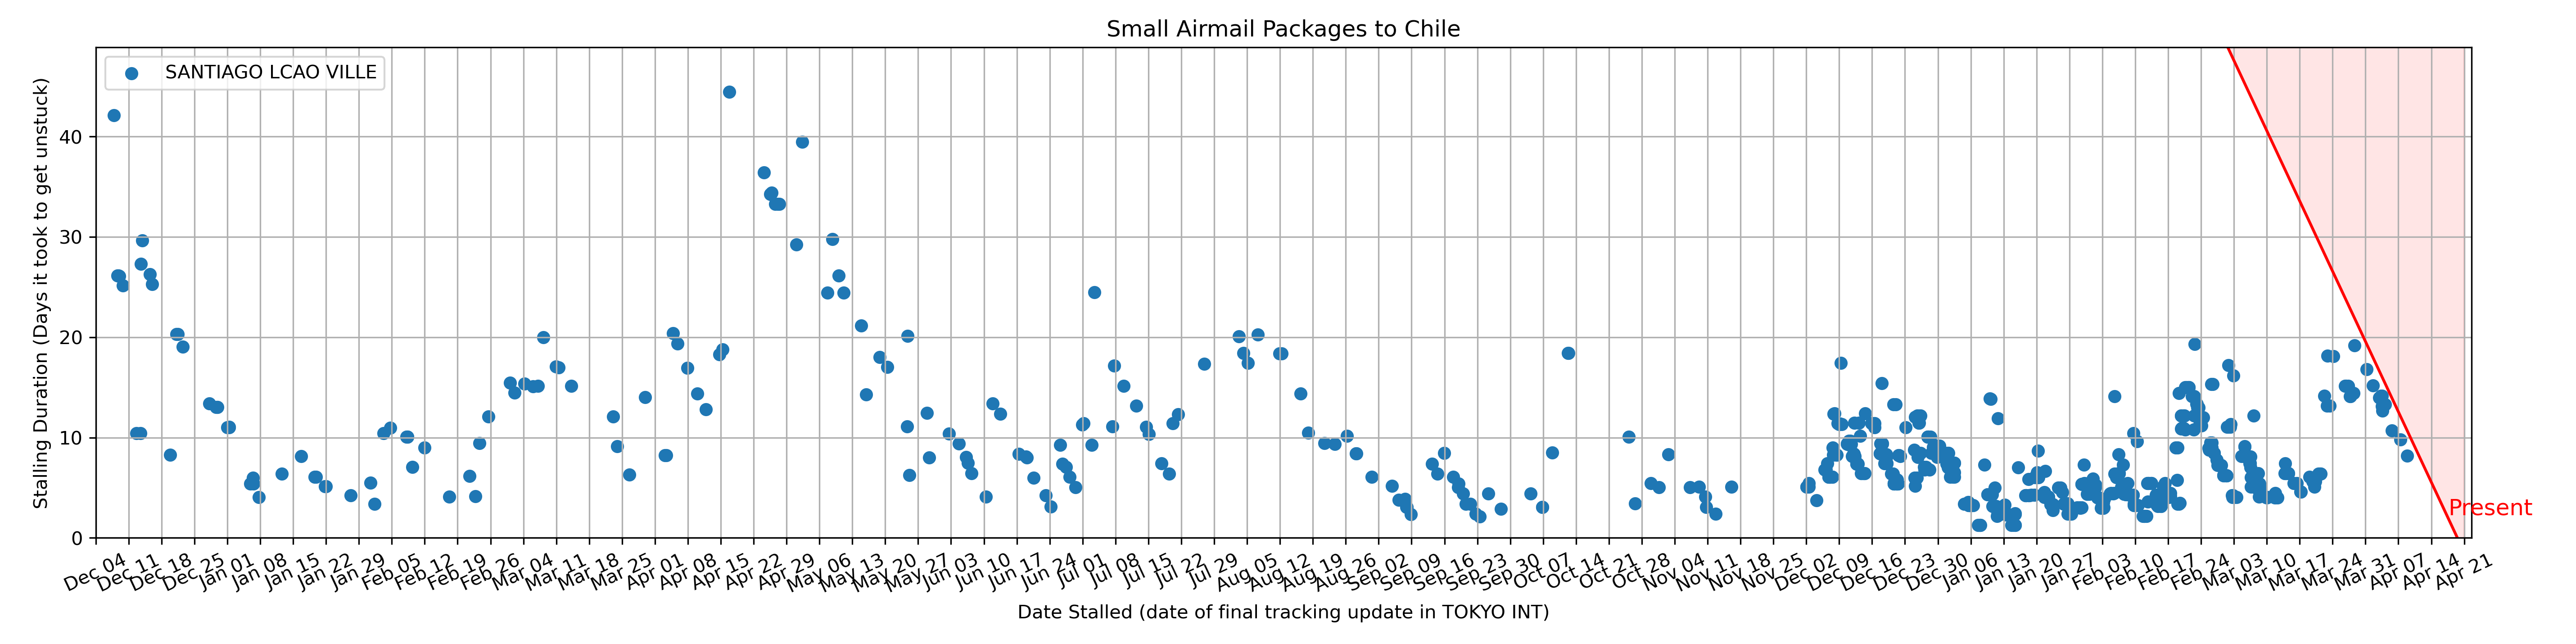 Small Airmail Packages to Chile
SANTIAGO LCAO VILLE
Stalling Duration (Days it took to get unstuck)
40
30
20
10
0
Present
Dec 04 Dec 11 Dec 18 Dec 25 Jan 01 Jan 08 Jan 15 Jan 22 Jan 29 Feb 05 Feb 12 Feb 19 Feb 26 Mar 04 Mar 11 Mar 18 Mar 25 Apr 01 Apr 08 Apr 15 Apr 22 Apr 29 May 06 May 13 May 20 May 27 Jun 03 Jun 10 Jun 17 Jun 24 Jul 01 Jul 08 Jul 15 Jul 22 Jul 29 Aug 05 Aug 12 Aug 19 Aug 26 Sep 02 Sep 09 Sep 16 Sep 23 Sep 30 Oct 07 Oct 14 Oct 21 Oct 28 Nov 04 Nov 11 Nov 18 Nov 25 Dec 02 Dec 09 Dec 16 Dec 23 Dec 30 Jan 06 Jan 13 Jan 20 Jan 27 Feb 03 Feb 10 Feb 17 Feb 24 Mar 03 Mar 10 Mar 17 Mar 24 Mar 31 Apr 07 Apr 14 Apr 21
Date Stalled (date of final tracking update in TOKYO INT)